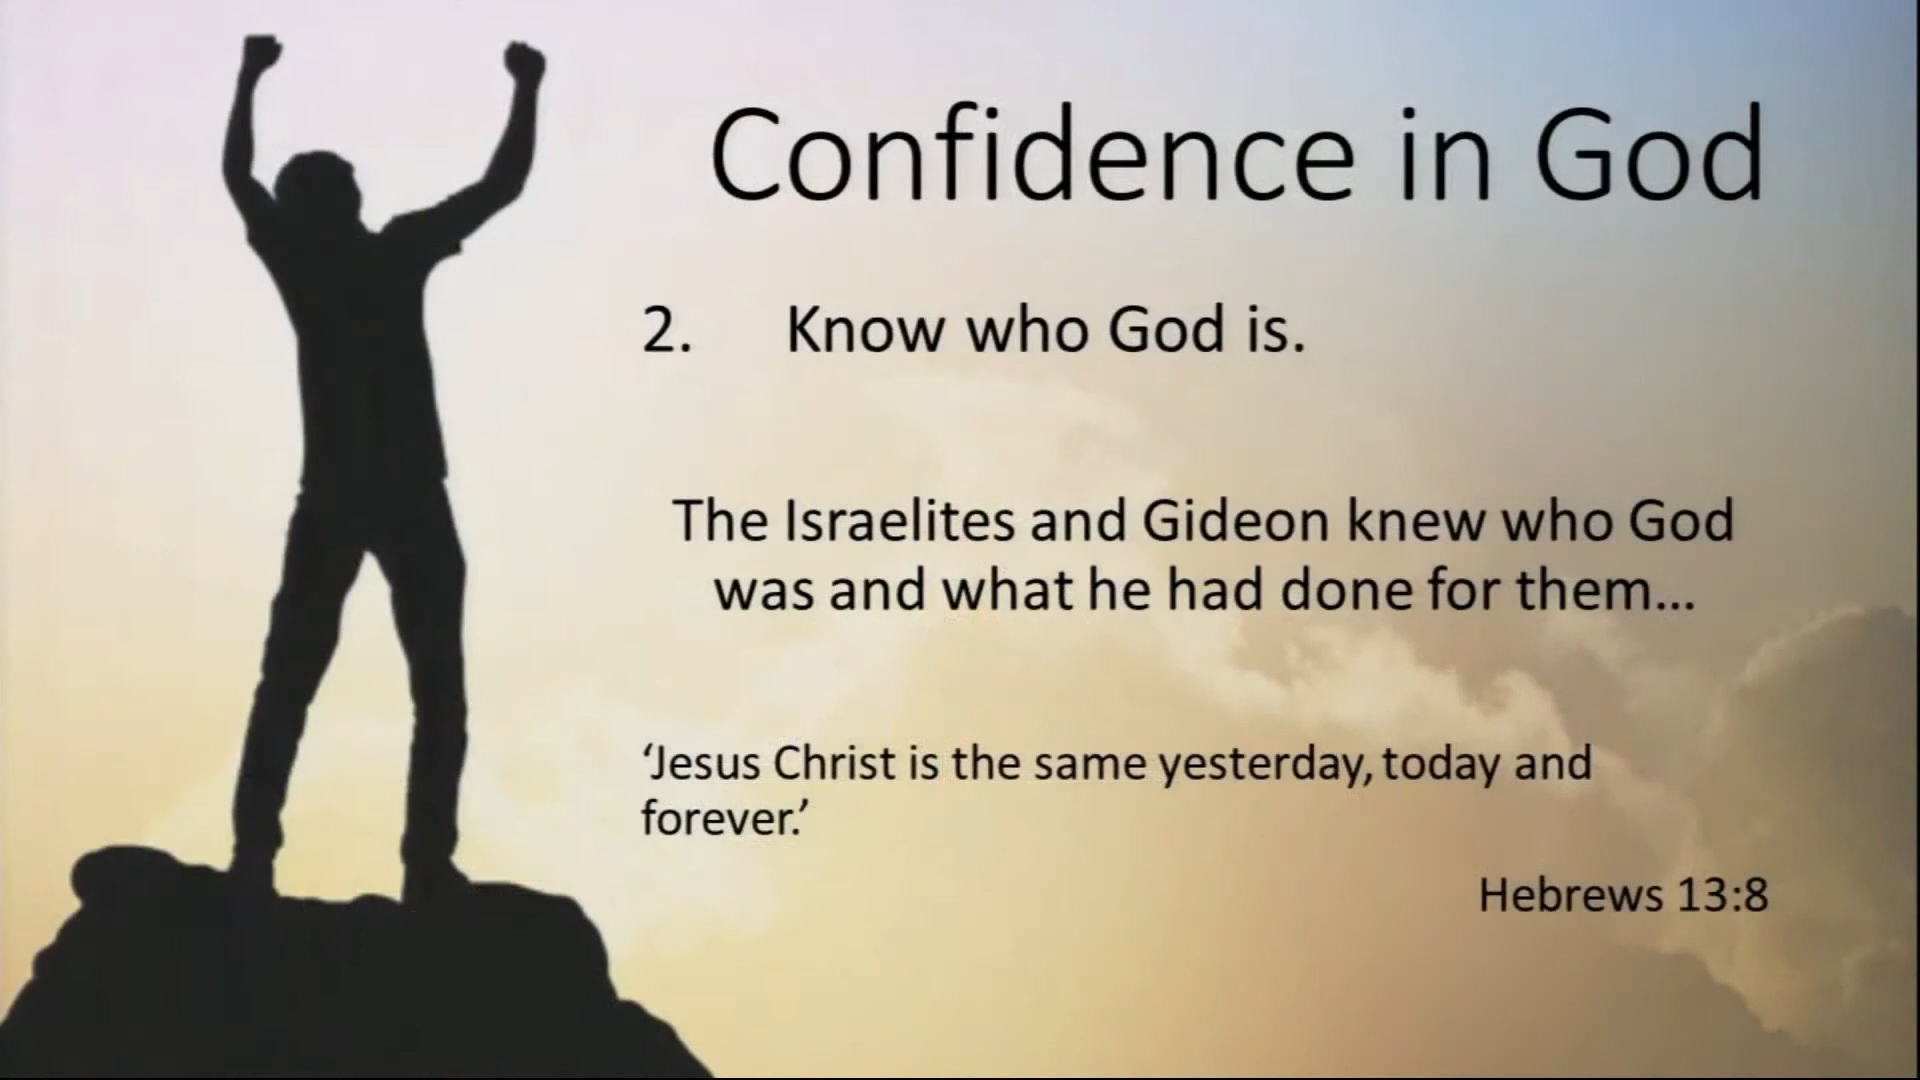 Confidence in God
2. Know who God is.
The Israelites and Gideon knew who God
was and what he had done for them...
‘Jesus Christ is the same yesterday, today and
forever.’
Hebrews 13:8